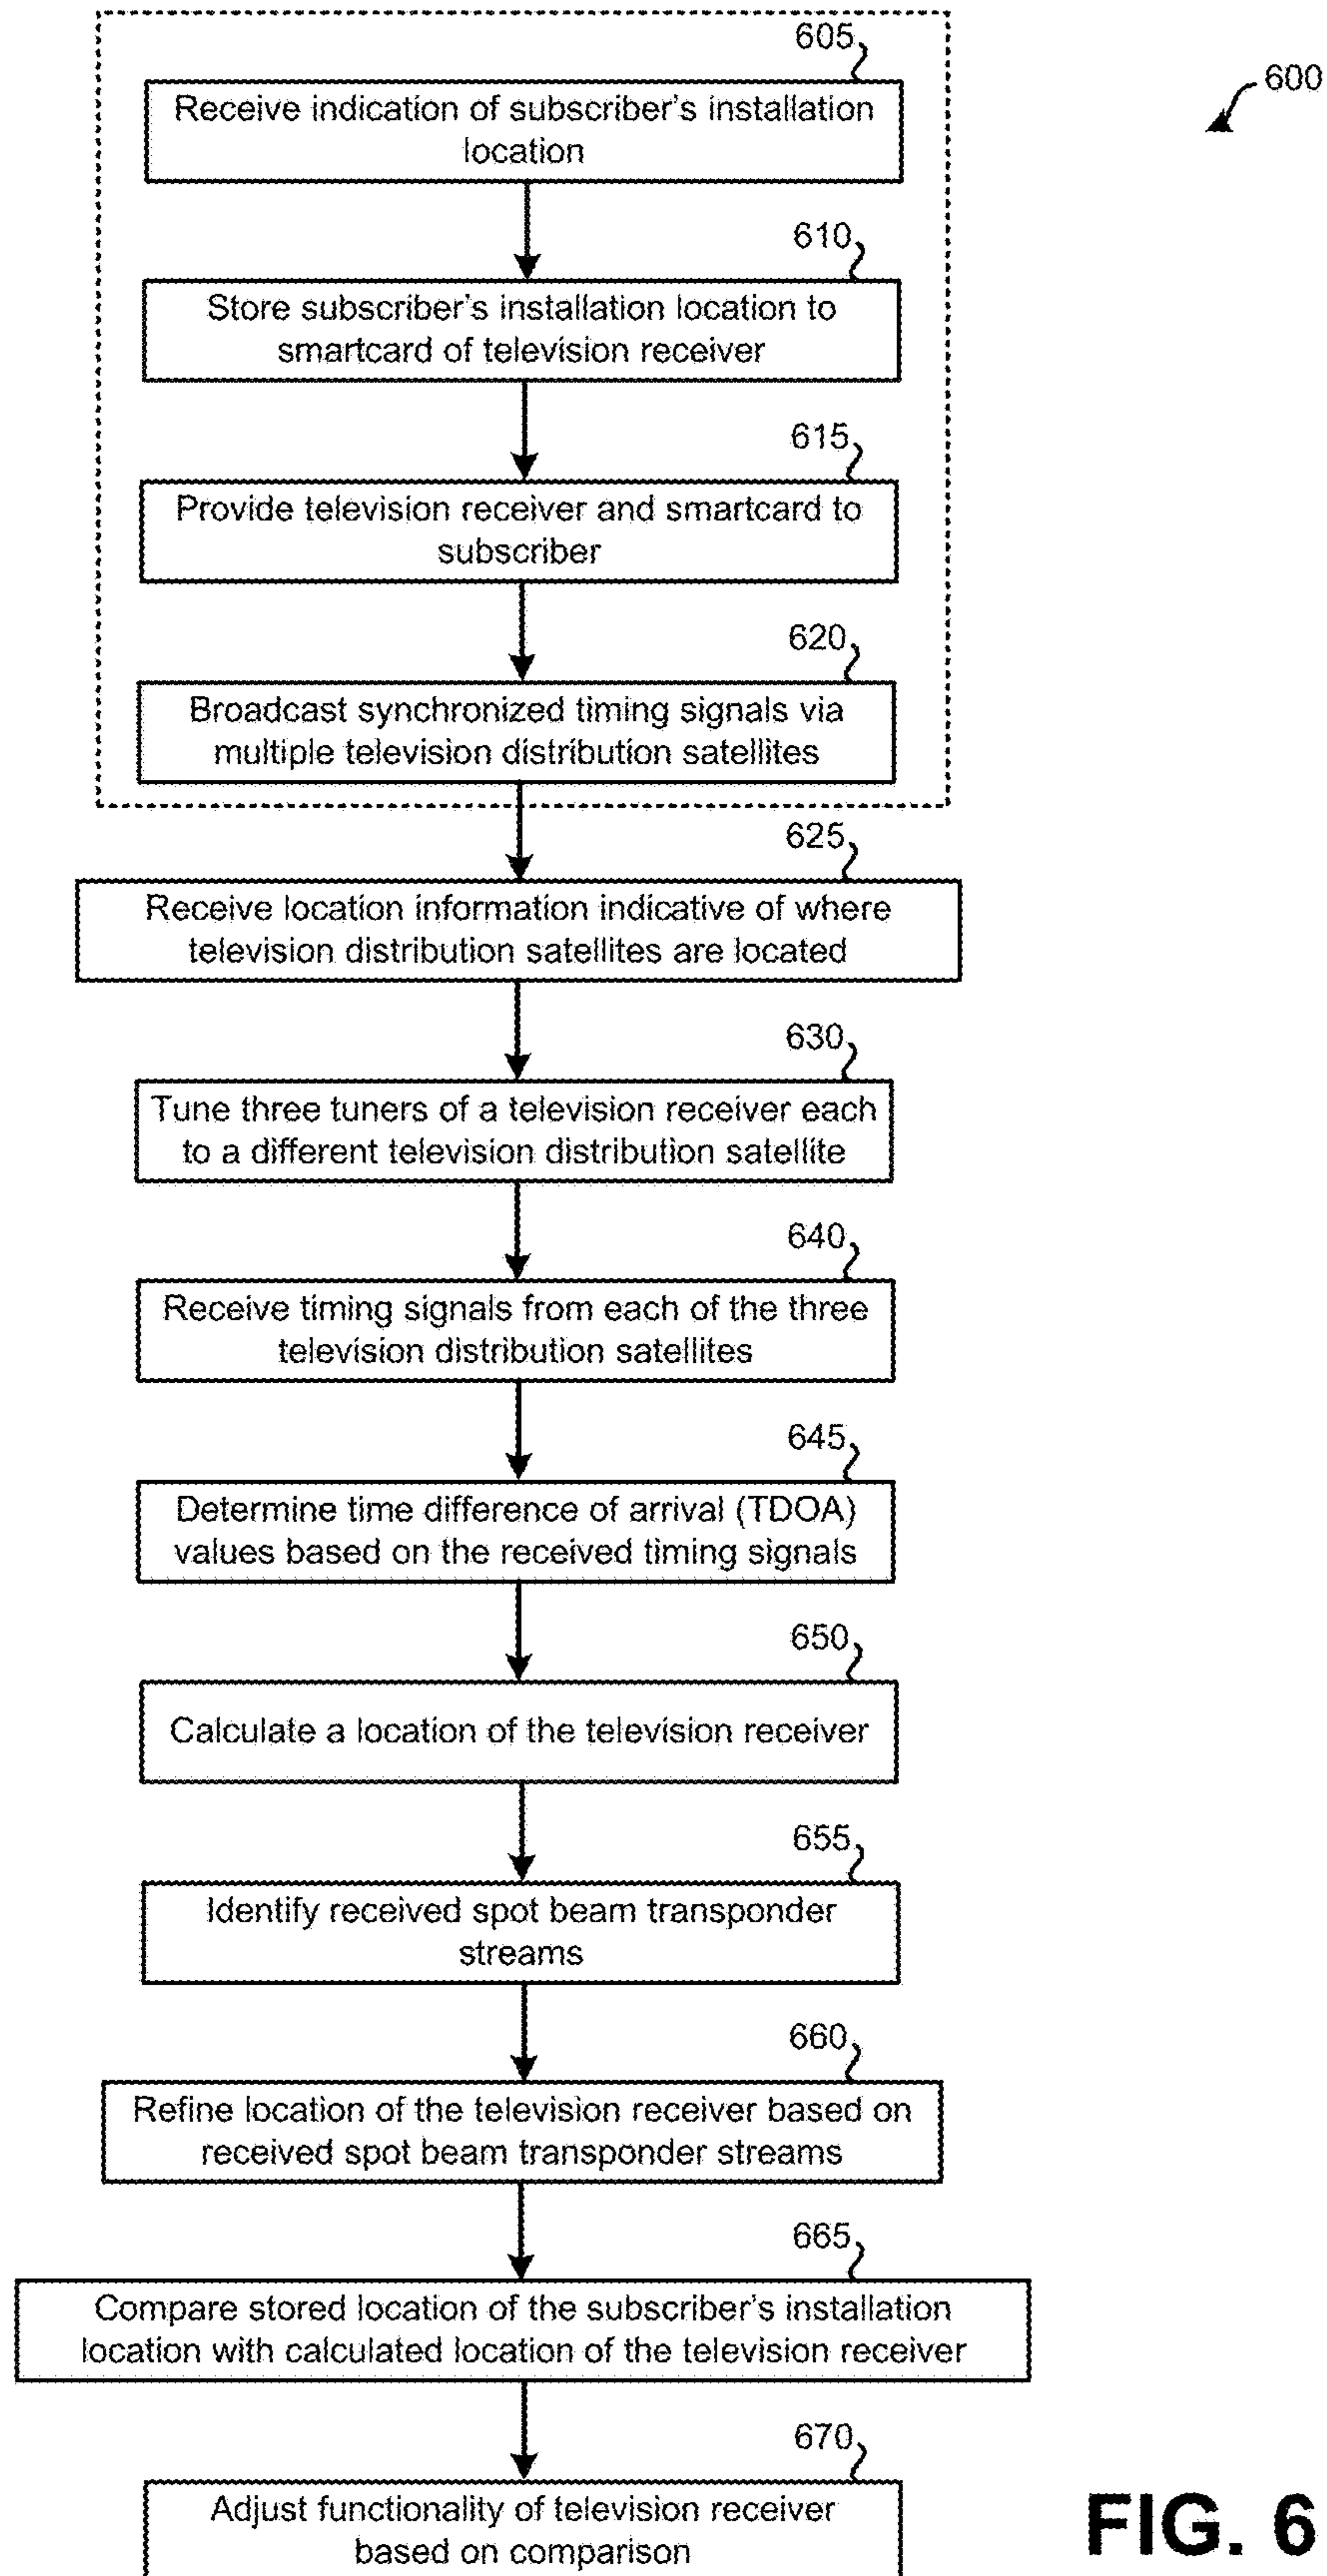 605
600
Receive indication of subscriber's installation
location
610
Store subscriber's installation location to
smartcard of television receiver
615
Provide television receiver and smartcard to
subscriber
620
Broadcast synchronized timing signals via
multiple television distribution satellites
625
Receive location information indicative of where
television distribution satellites are located
630
Tune three tuners of a television receiver each
to a different television distribution satellite
640
Receive timing signals from each of the three
television distribution satellites
645
Determine time difference of arrival (TDOA)
values based on the received timing signals
650
Calculate a location of the television receiver
655
Identify received spot beam transponder
streams
660
Refine location of the television receiver based on
received spot beam transponder streams
665
Compare stored location of the subscriber's installation
location with calculated location of the television receiver
670
Adjust functionality of television receiver
based on comparison
FIG. 6